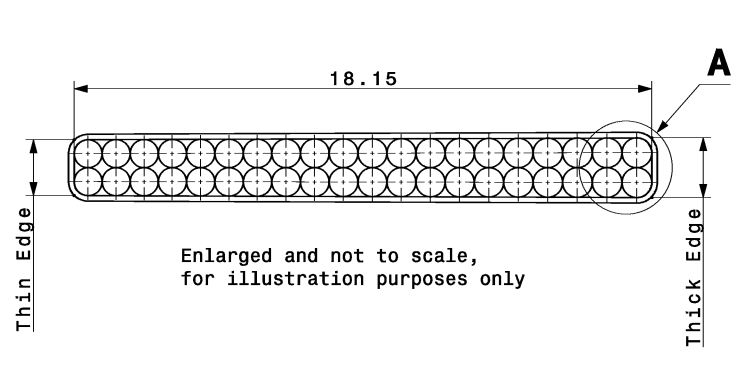 A
18.15
Thin Edge
Thick Edge
Enlarged and not to scale,
for illustration purposes only